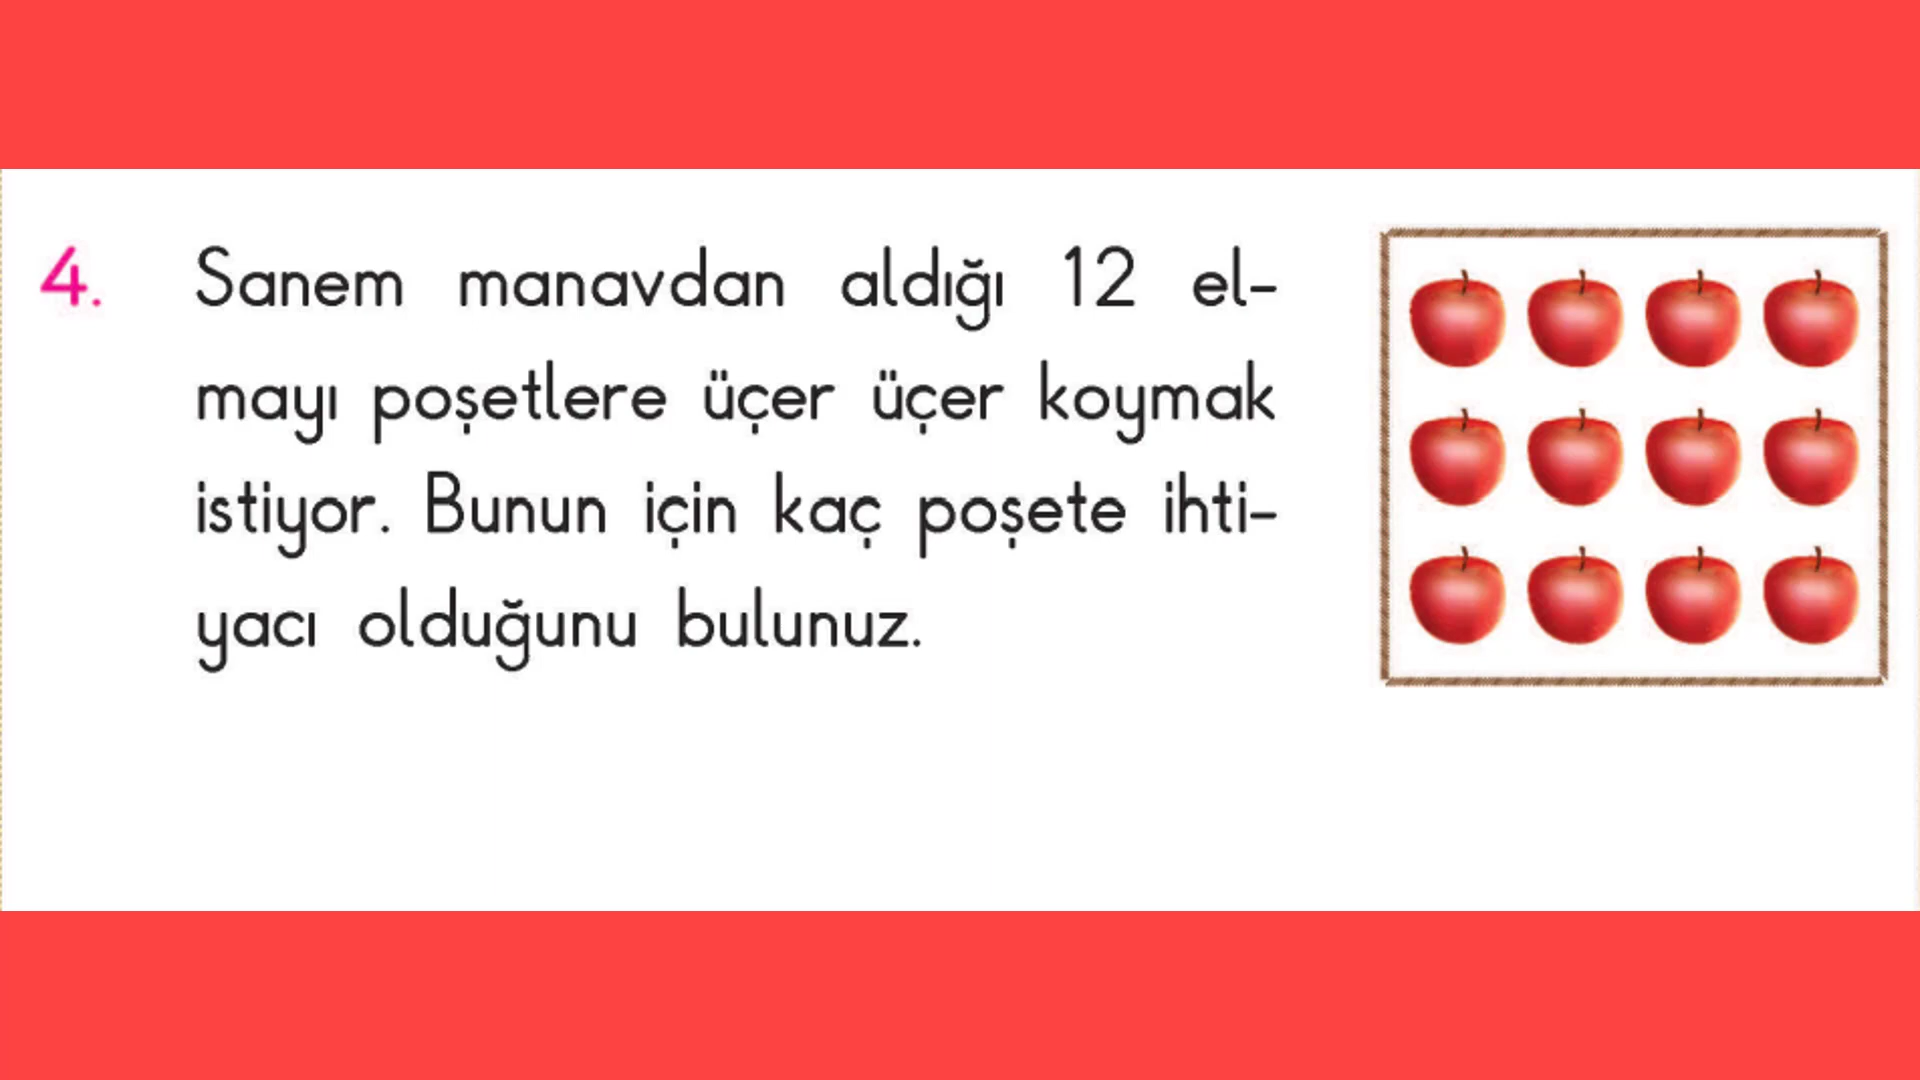 4. Sanem manavdan aldığı 12 el-
mayı poşetlere üçer üçer koymak
istiyor. Bunun için kaç poşete ihti-
yacı olduğunu bulunuz.